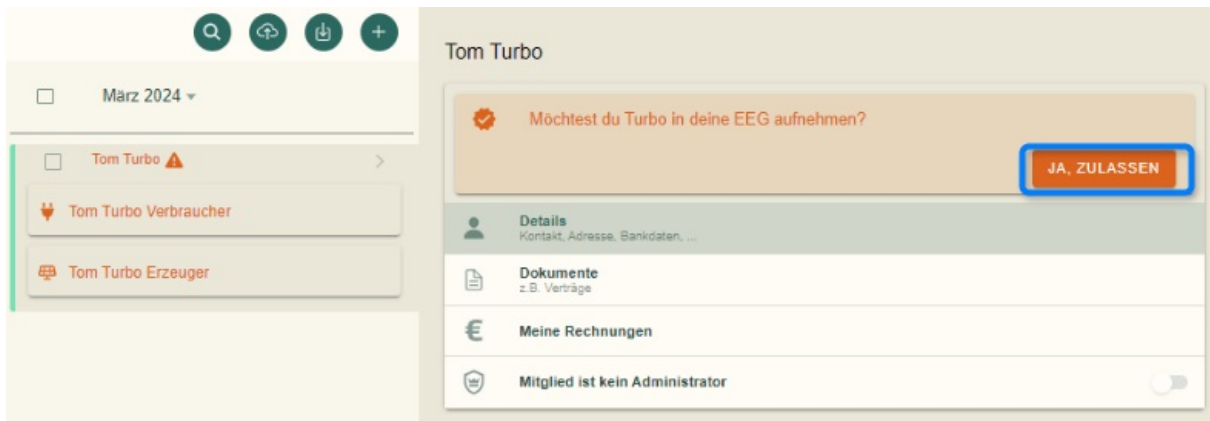 März 2024
Tom Turbo
Tom Turbo Verbraucher
Tom Turbo Erzeuger
Tom Turbo
Möchtest du Turbo in deine EEG aufnehmen?
JA, ZULASSEN
Details
Kontakt, Adresse, Bankdaten, ...
Dokumente
z.B. Verträge
Meine Rechnungen
Mitglied ist kein Administrator